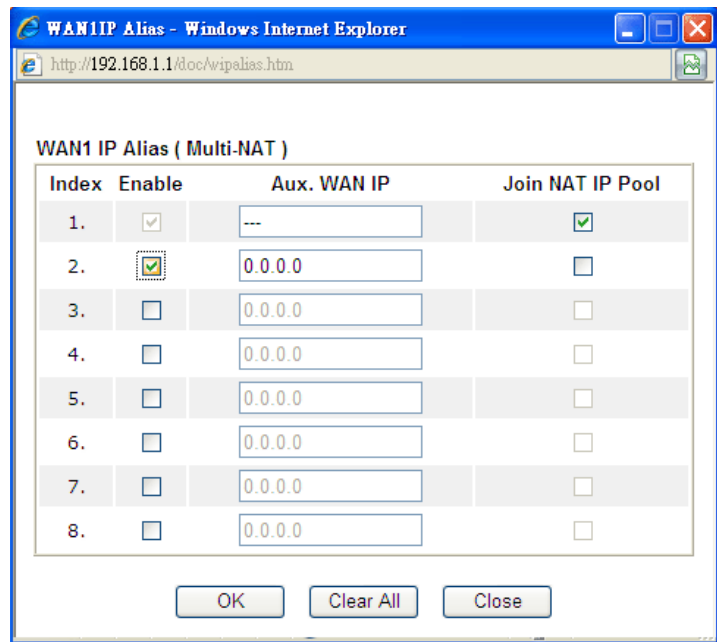 WAN1IP Alias - Windows Internet Explorer
http://192.168.1.1/doc/wipalias.htm
WAN1 IP Alias ( Multi-NAT )
Index Enable Aux. WAN IP Join NAT IP Pool
1. ---
2. 0.0.0.0
3. 0.0.0.0
4. 0.0.0.0
5. 0.0.0.0
6. 0.0.0.0
7. 0.0.0.0
8. 0.0.0.0
OK Clear All Close